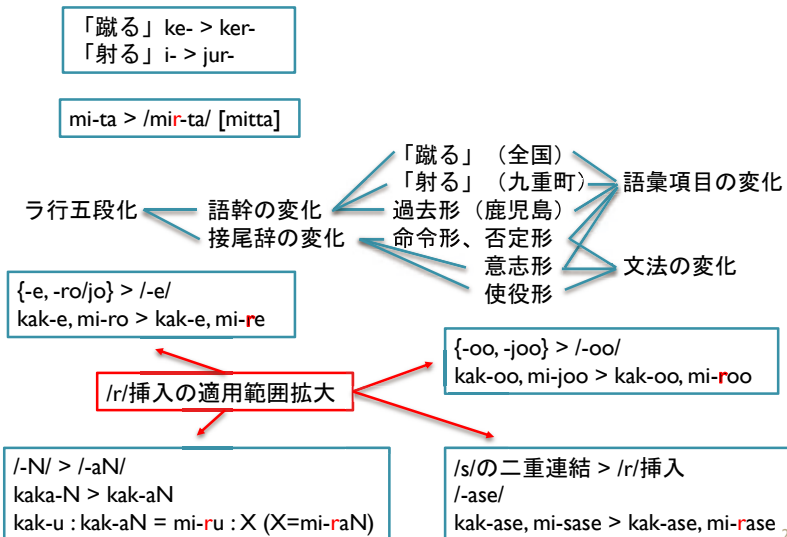 「蹴る」ke- > ker-
「射る」i- > jur-
mi-ta > /mir-ta/ [mitta]
ラ行五段化
語幹の変化
接尾辞の変化
「蹴る」（全国）
「射る」（九重町）
過去形（鹿児島）
命令形、否定形
意志形
使役形
語彙項目の変化
文法の変化
{-e, -ro/jo} > /-e/
kak-e, mi-ro > kak-e, mi-re
{-oo, -joo} > /-oo/
kak-oo, mi-joo > kak-oo, mi-roo
/r/挿入の適用範囲拡大
/-N/ > /-aN/
kaka-N > kak-aN
kak-u : kak-aN = mi-ru : X (X=mi-raN)
/s/の二重連結 > /r/挿入
/-ase/
kak-ase, mi-sase > kak-ase, mi-rase